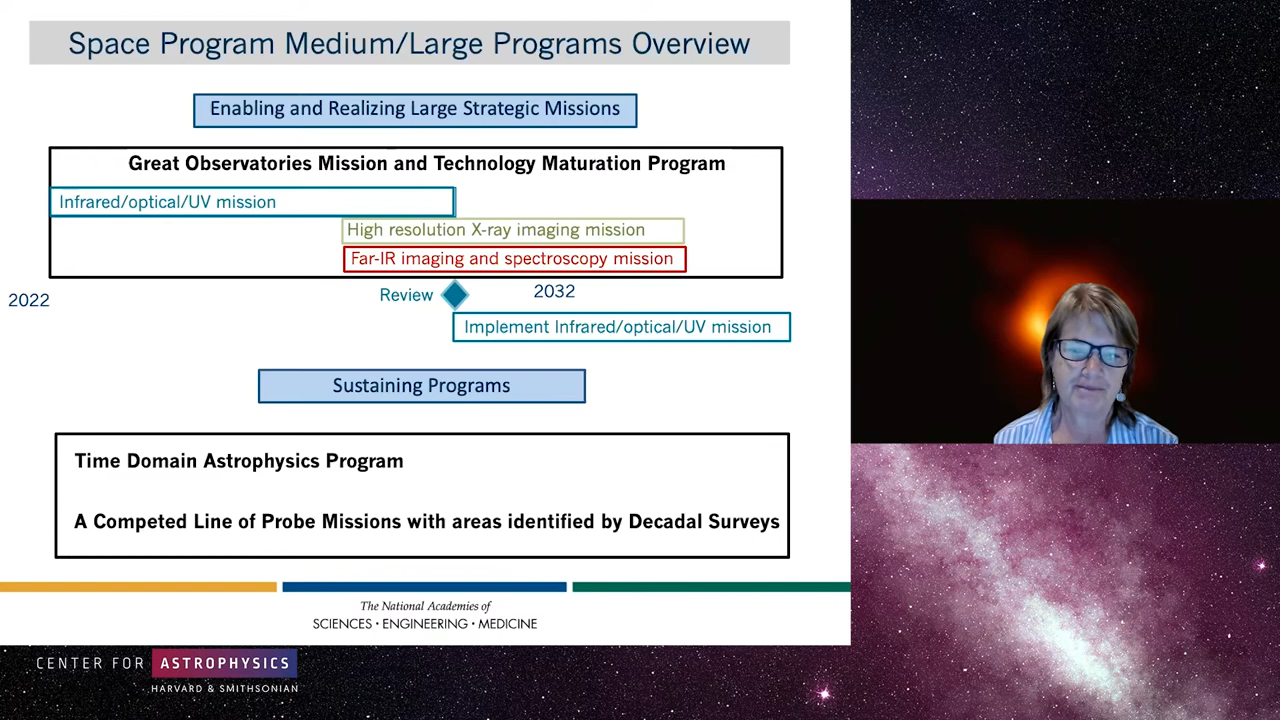 Space Program Medium/Large Programs Overview
Enabling and Realizing Large Strategic Missions
Great Observatories Mission and Technology Maturation Program
Infrared/optical/UV mission
High resolution X-ray imaging mission
Far-IR imaging and spectroscopy mission
2022
Review
2032
Implement Infrared/optical/UV mission
Sustaining Programs
Time Domain Astrophysics Program
A Competed Line of Probe Missions with areas identified by Decadal Surveys
The National Academies of
SCIENCES • ENGINEERING • MEDICINE
CENTER FOR ASTROPHYSICS
HARVARD & SMITHSONIAN